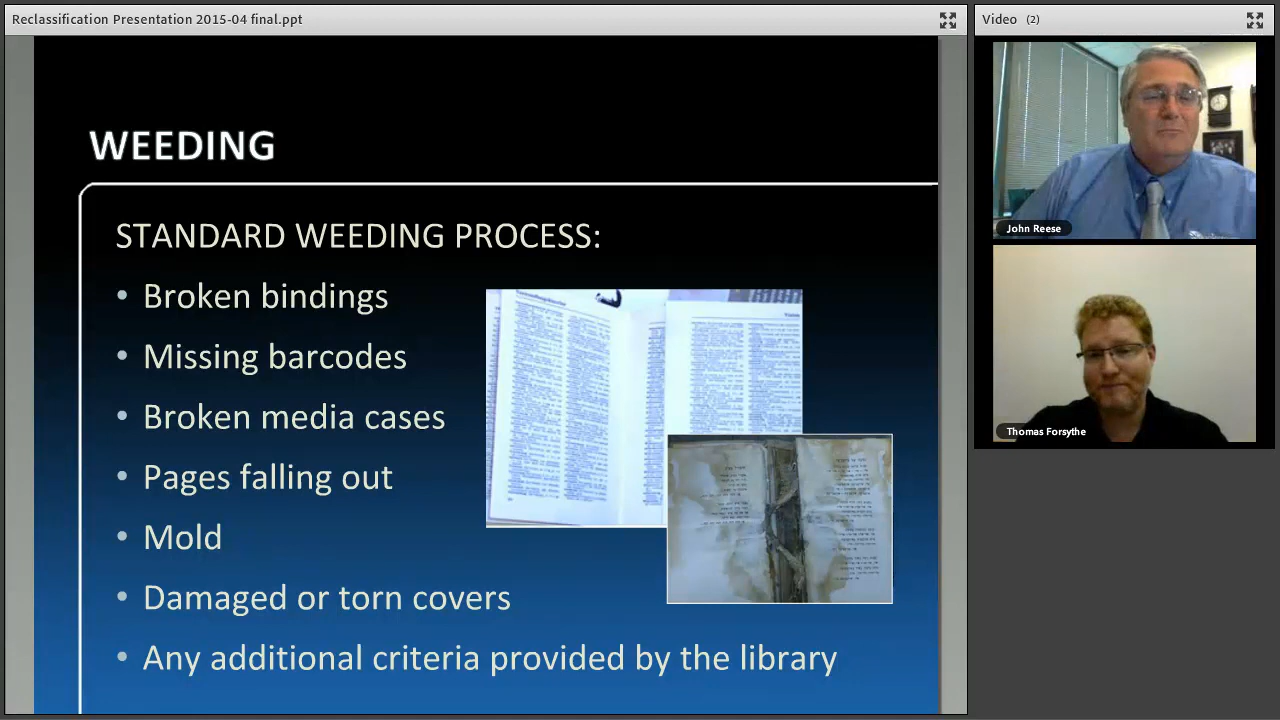 Reclassification Presentation 2015-04 final.ppt
Video (2)
WEEDING
STANDARD WEEDING PROCESS:
• Broken bindings
• Missing barcodes
• Broken media cases
• Pages falling out
• Mold
• Damaged or torn covers
• Any additional criteria provided by the library
John Reese
Thomas Forsythe